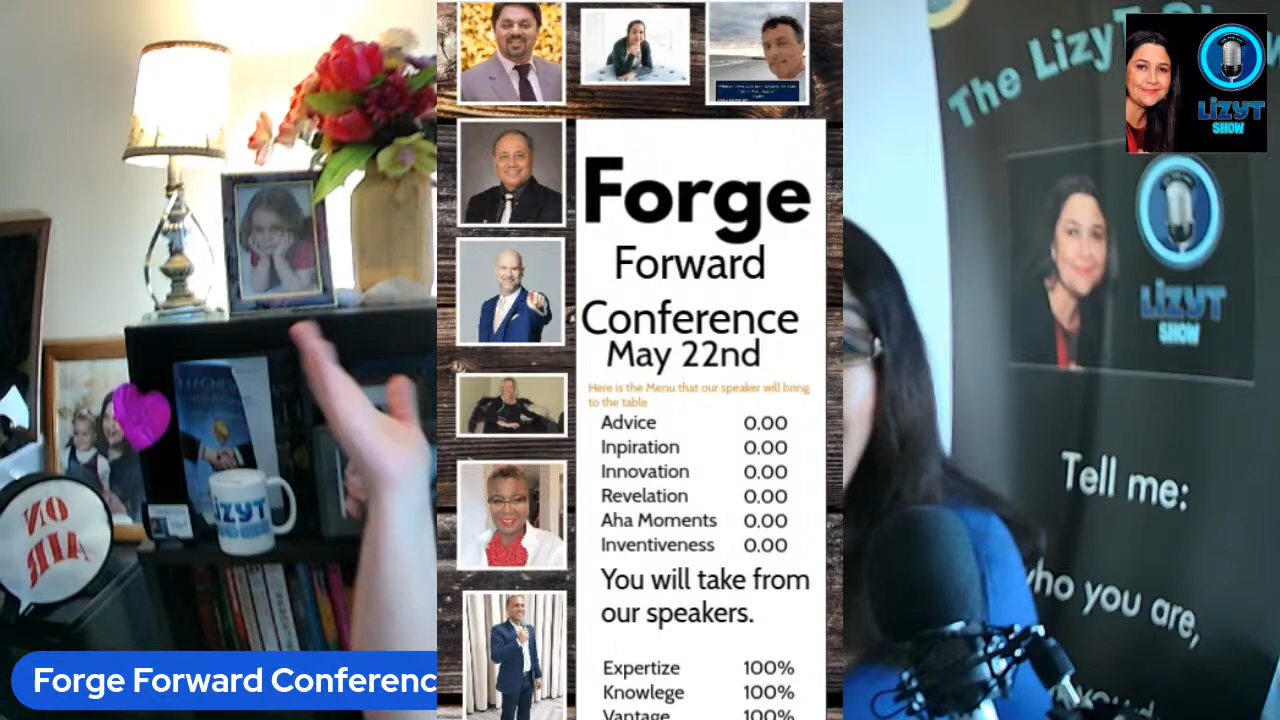 NO
RIA
LiZYT
Forge Forward Conferenc
Forge
Forward
Conference
May 22nd
Here is the Menu that our speaker will bring
to the table
Advice 0.00
Inpiration 0.00
Innovation 0.00
Revelation 0.00
Aha Moments 0.00
Inventiveness 0.00
You will take from
our speakers.
Expertize 100%
Knowlege 100%
Vantage 100%
The LizyT
LiZYT
SHOW
LiZYT
SHOW
Tell me:
who you are,